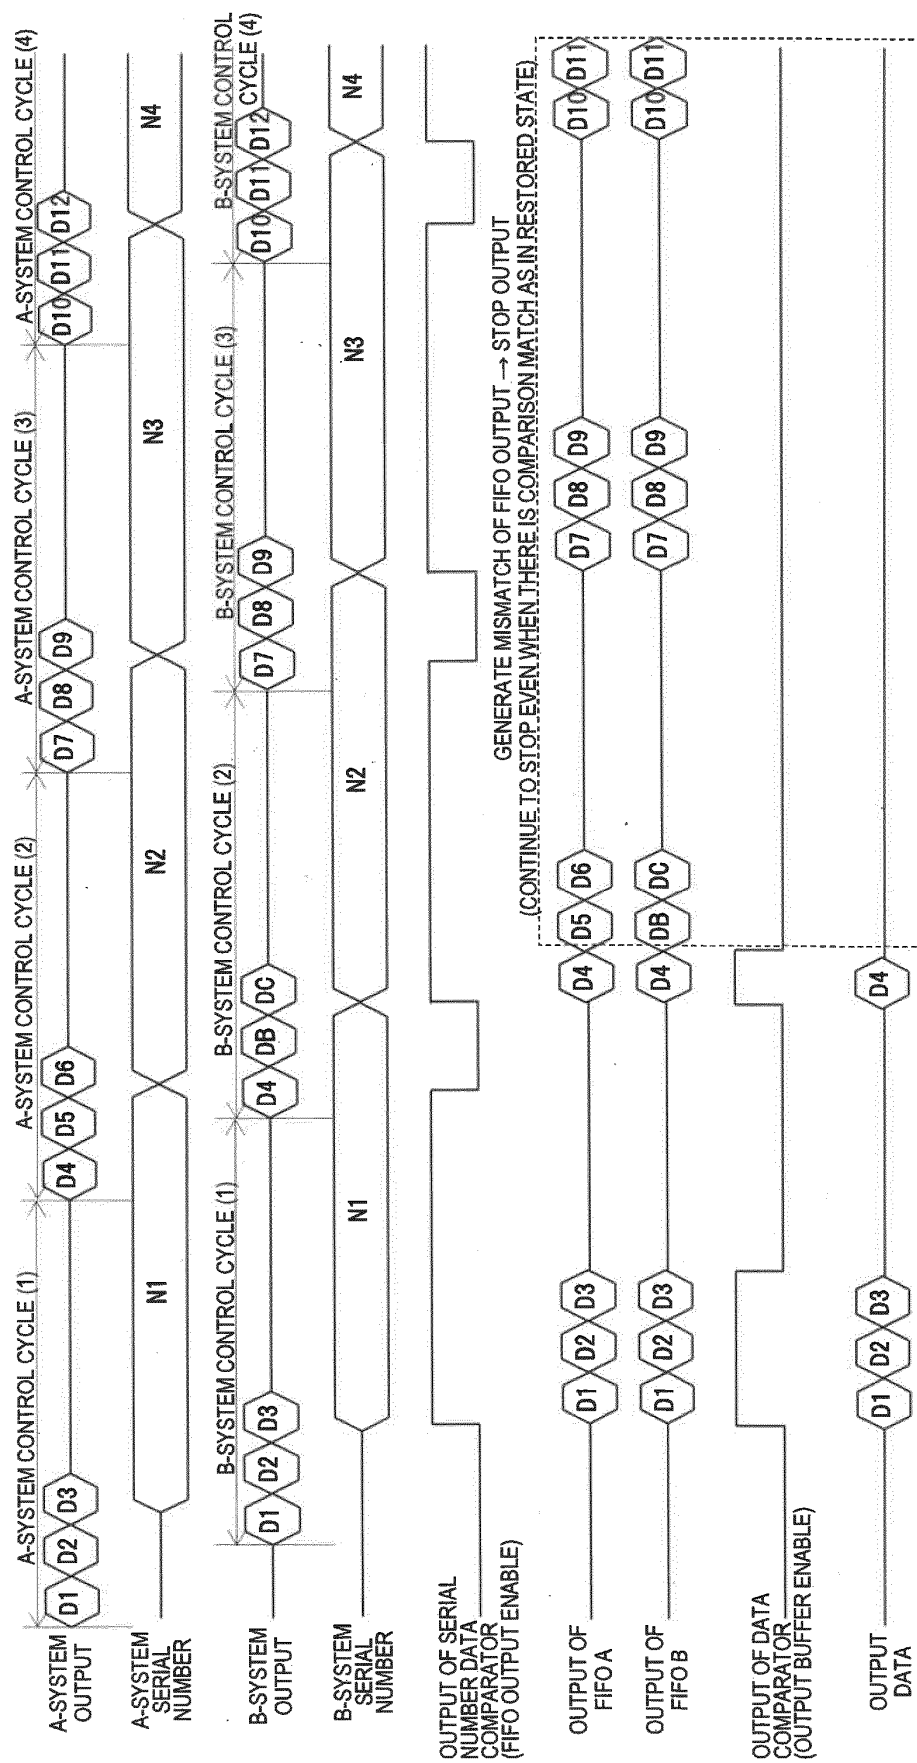 A-SYSTEM CONTROL CYCLE (1)
A-SYSTEM CONTROL CYCLE (2)
A-SYSTEM CONTROL CYCLE (3)
A-SYSTEM CONTROL CYCLE (4)
A-SYSTEM
OUTPUT
D1 D2 D3 D4 D5 D6 D7 D8 D9 D10 D11 D12
A-SYSTEM
SERIAL
NUMBER
N1 N2 N3 N4
B-SYSTEM CONTROL CYCLE (1)
B-SYSTEM CONTROL CYCLE (2)
B-SYSTEM CONTROL CYCLE (3)
B-SYSTEM CONTROL
CYCLE (4)
B-SYSTEM
OUTPUT
D1 D2 D3 D4 DB DC D7 D8 D9 D10 D11 D12
B-SYSTEM
SERIAL
NUMBER
N1 N2 N3 N4
OUTPUT OF SERIAL
NUMBER DATA
COMPARATOR
(FIFO OUTPUT ENABLE)
GENERATE MISMATCH OF FIFO OUTPUT → STOP OUTPUT
(CONTINUE TO STOP EVEN WHEN THERE IS COMPARISON MATCH AS IN RESTORED STATE)
OUTPUT OF
FIFO A
D1 D2 D3 D4 D5 D6 D7 D8 D9 D10 D11
OUTPUT OF
FIFO B
D1 D2 D3 D4 DB DC D7 D8 D9 D10 D11
OUTPUT OF DATA
COMPARATOR
(OUTPUT BUFFER ENABLE)
OUTPUT
DATA
D1 D2 D3 D4